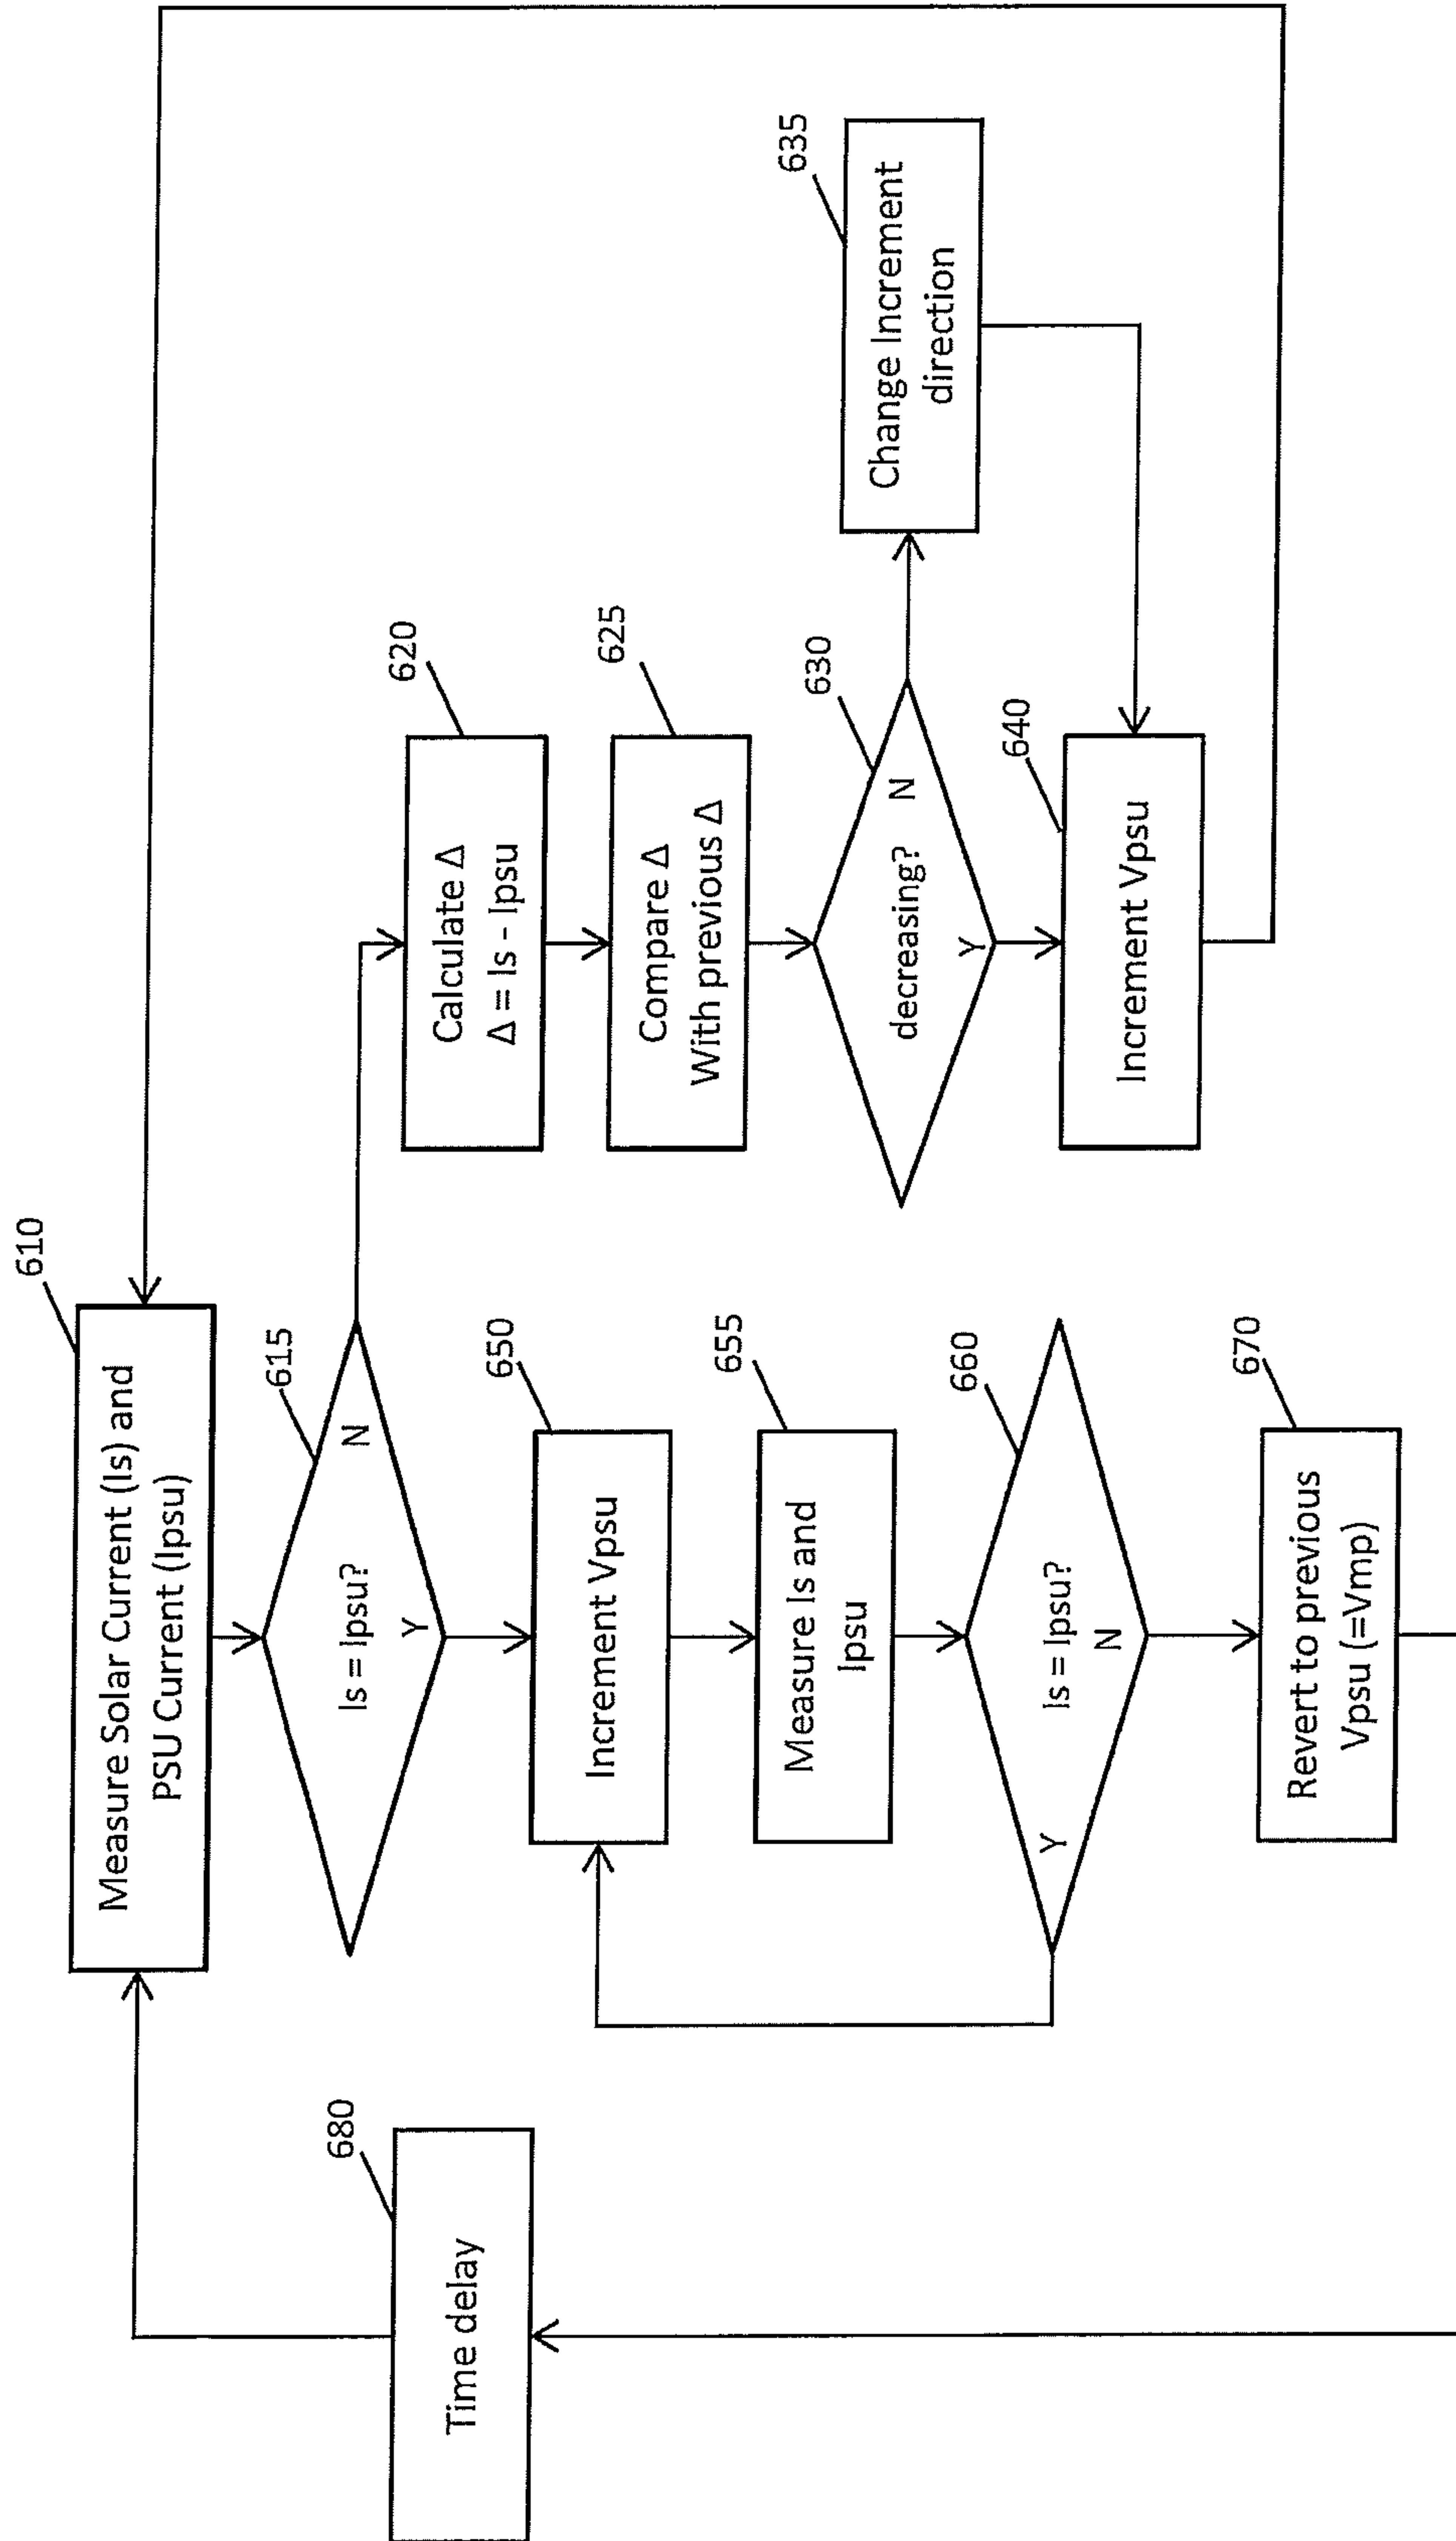 610
Measure Solar Current (Is) and
PSU Current (Ipsu)
615
Is = Ipsu?
N
Y
620
Calculate Δ
Δ = Is - Ipsu
625
Compare Δ
With previous Δ
630
decreasing?
N
Y
635
Change Increment
direction
640
Increment Vpsu
650
Increment Vpsu
655
Measure Is and
Ipsu
660
Is = Ipsu?
Y
N
670
Revert to previous
Vpsu (=Vmp)
680
Time delay